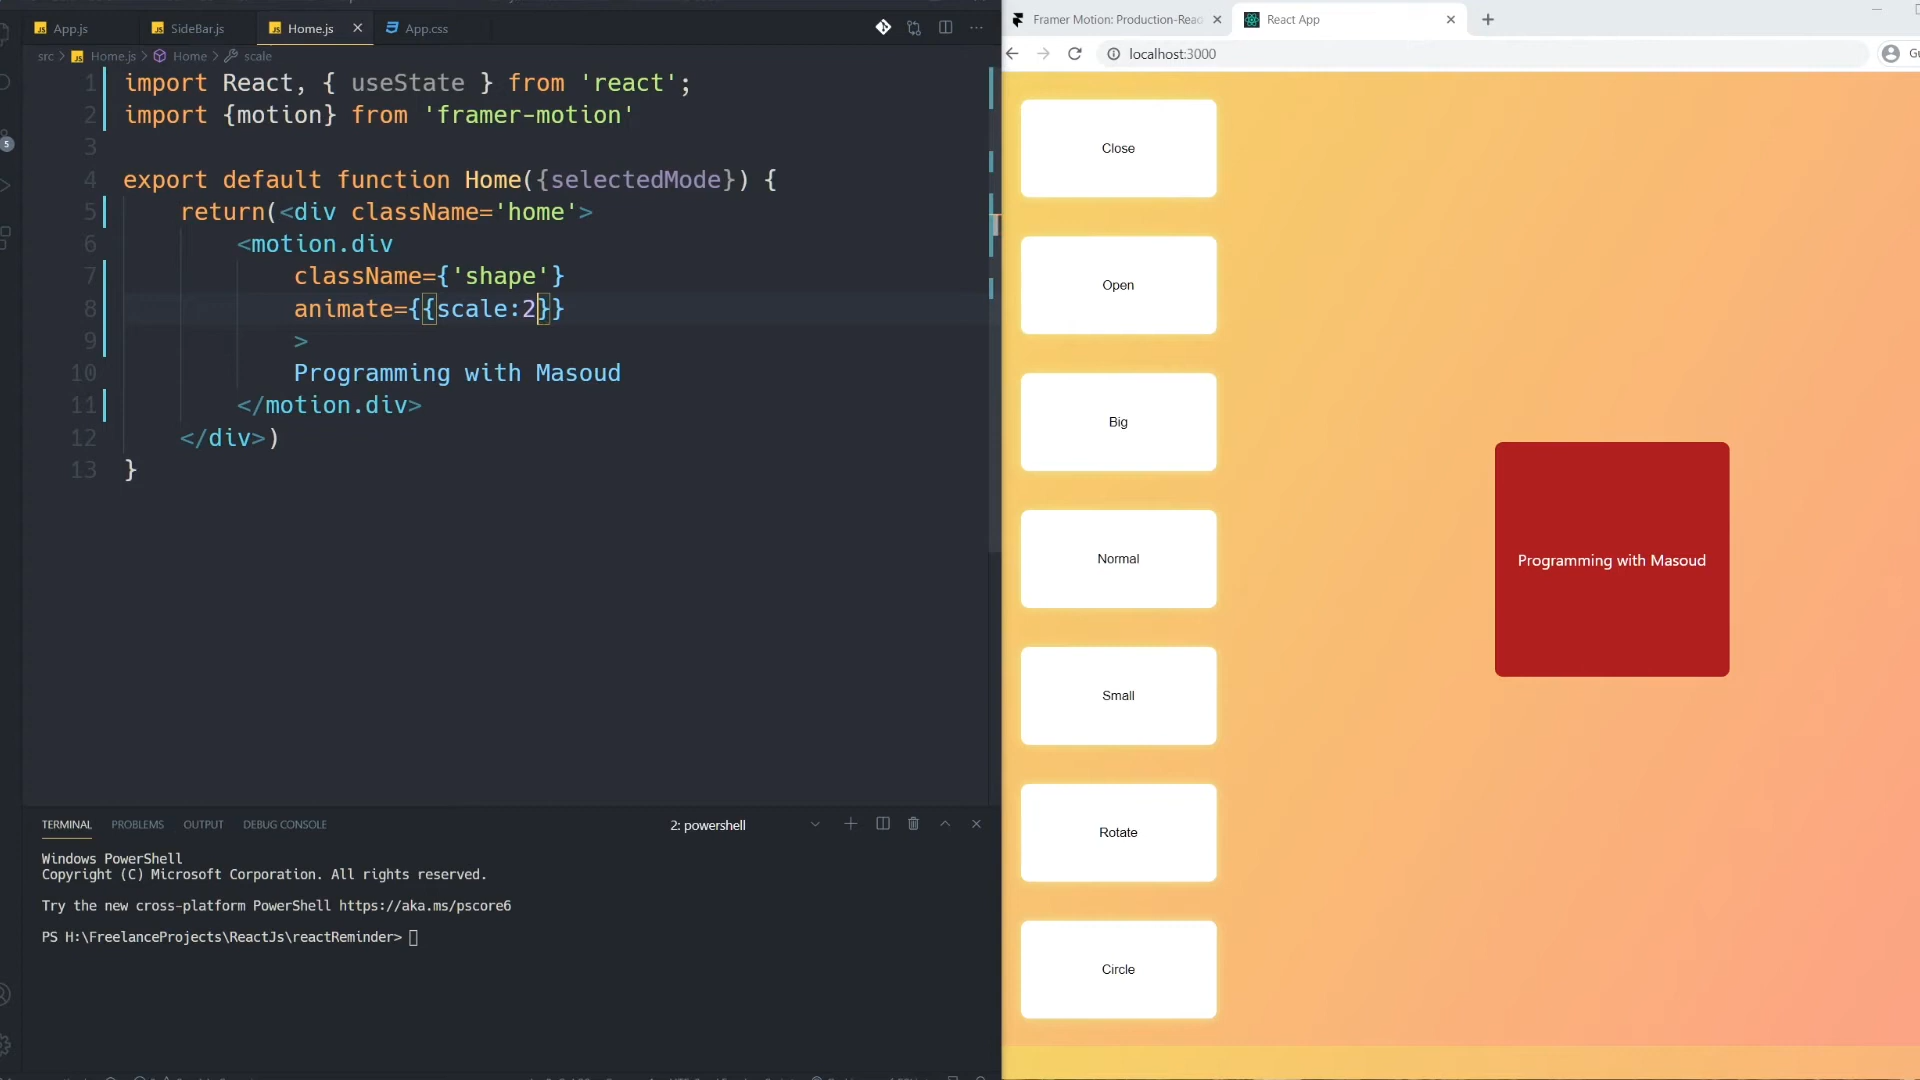 App.js SideBar.js Home.js App.css
src > Home.js > Home > scale
1 import React, { useState } from 'react';
2 import {motion} from 'framer-motion'
3
4 export default function Home({selectedMode}) {
5 return(<div className='home'>
6 <motion.div
7 className={'shape'}
8 animate={{scale:2}}
9 >
10 Programming with Masoud
11 </motion.div>
12 </div>)
13 }
5
TERMINAL PROBLEMS OUTPUT DEBUG CONSOLE 2: powershell
Windows PowerShell
Copyright (C) Microsoft Corporation. All rights reserved.
Try the new cross-platform PowerShell https://aka.ms/pscore6
PS H:\FreelanceProjects\ReactJs\reactReminder>
Framer Motion: Production-Reac React App
localhost:3000
Gu
Close
Open
Big
Normal
Small
Rotate
Circle
Programming with Masoud